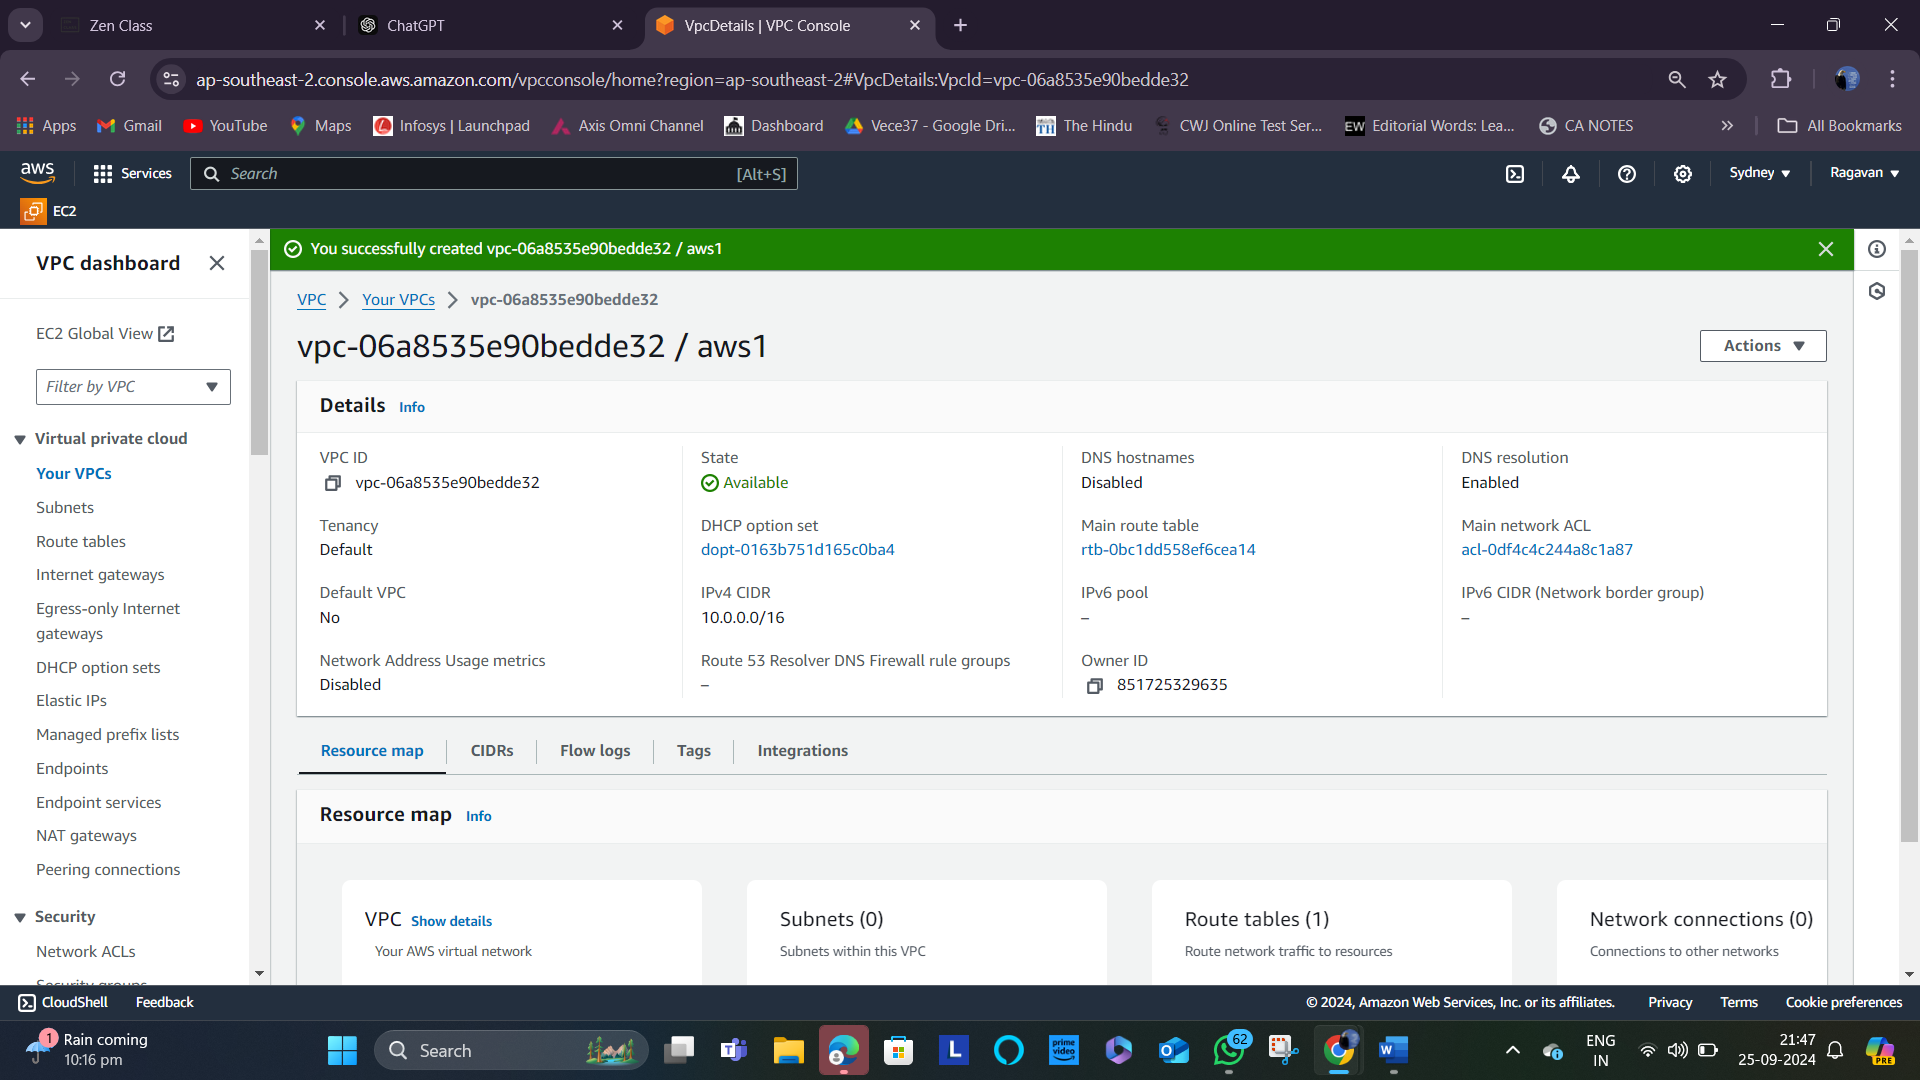 Zen Class
ChatGPT
VpcDetails | VPC Console
ap-southeast-2.console.aws.amazon.com/vpcconsole/home?region=ap-southeast-2#VpcDetails:VpcId=vpc-06a8535e90bedde32
Apps
Gmail
YouTube
Maps
Infosys | Launchpad
Axis Omni Channel
Dashboard
Vece37 - Google Dri...
TH
The Hindu
CWJ Online Test Ser...
EW
Editorial Words: Lea...
CA NOTES
All Bookmarks
aws
Services
Search
[Alt+S]
Sydney
Ragavan
EC2
VPC dashboard
EC2 Global View
Filter by VPC
Virtual private cloud
Your VPCs
Subnets
Route tables
Internet gateways
Egress-only Internet
gateways
DHCP option sets
Elastic IPs
Managed prefix lists
Endpoints
Endpoint services
NAT gateways
Peering connections
Security
Network ACLs
Security groups
You successfully created vpc-06a8535e90bedde32 / aws1
VPC
Your VPCs
vpc-06a8535e90bedde32
vpc-06a8535e90bedde32 / aws1
Actions
Details Info
VPC ID
vpc-06a8535e90bedde32
State
Available
DNS hostnames
Disabled
DNS resolution
Enabled
Tenancy
Default
DHCP option set
dopt-0163b751d165c0ba4
Main route table
rtb-0bc1dd558ef6cea14
Main network ACL
acl-0df4c4c244a8c1a87
Default VPC
No
IPv4 CIDR
10.0.0.0/16
IPv6 pool
–
IPv6 CIDR (Network border group)
–
Network Address Usage metrics
Disabled
Route 53 Resolver DNS Firewall rule groups
–
Owner ID
851725329635
Resource map
CIDRs
Flow logs
Tags
Integrations
Resource map Info
VPC Show details
Your AWS virtual network
Subnets (0)
Subnets within this VPC
Route tables (1)
Route network traffic to resources
Network connections (0)
Connections to other networks
CloudShell
Feedback
© 2024, Amazon Web Services, Inc. or its affiliates.
Privacy
Terms
Cookie preferences
1
Rain coming
10:16 pm
Search
L
prime
video
62
W
ENG
IN
21:47
25-09-2024
PRE